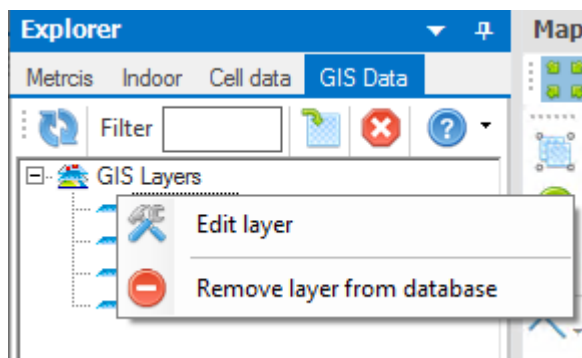 Explorer
Map
Metrcis Indoor Cell data GIS Data
Filter
GIS Layers
Edit layer
Remove layer from database